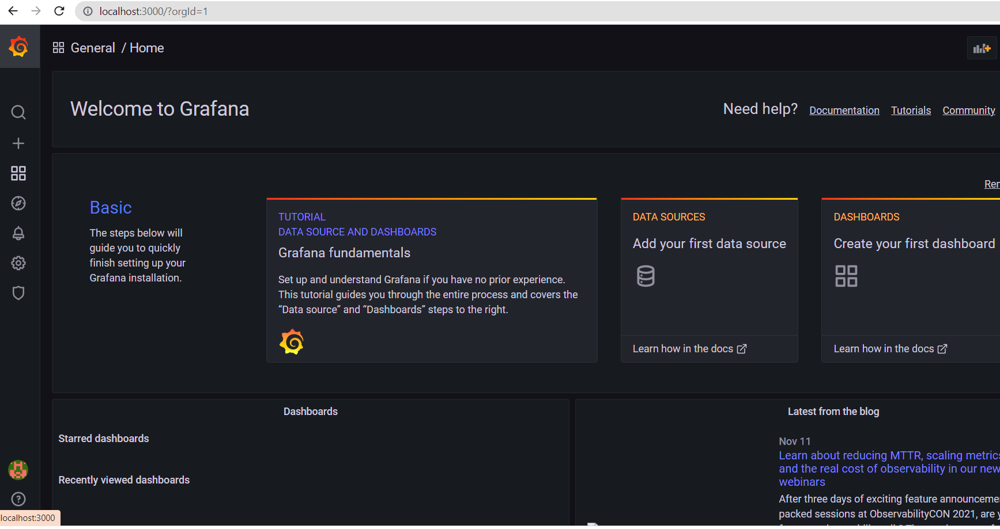 localhost:3000/?orgId=1
General / Home
Welcome to Grafana
Need help? Documentation Tutorials Community
Basic
The steps below will
guide you to quickly
finish setting up your
Grafana installation.
TUTORIAL
DATA SOURCE AND DASHBOARDS
Grafana fundamentals
Set up and understand Grafana if you have no prior experience.
This tutorial guides you through the entire process and covers the
“Data source” and “Dashboards” steps to the right.
DATA SOURCES
Add your first data source
Learn how in the docs
DASHBOARDS
Create your first dashboard
Learn how in the docs
Dashboards
Starred dashboards
Recently viewed dashboards
Latest from the blog
Nov 11
Learn about reducing MTTR, scaling metrics
and the real cost of observability in our new
webinars
After three days of exciting feature
packed sessions at ObservabilityCON 2021, are
localhost:3000